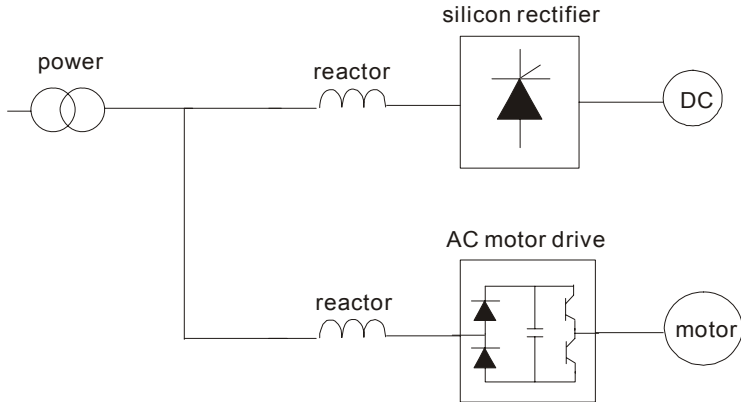 silicon rectifier
power
reactor
DC
AC motor drive
reactor
motor